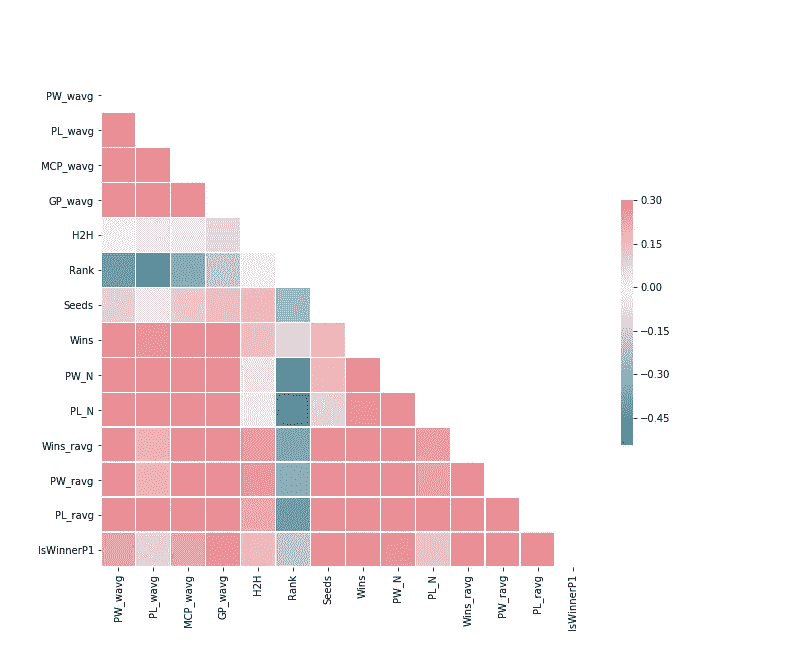 PW_wavg
PL_wavg
MCP_wavg
GP_wavg
H2H
Rank
Seeds
Wins
PW_N
PL_N
Wins_ravg
PW_ravg
PL_ravg
IsWinnerP1
0.30
0.15
0.00
−0.15
−0.30
−0.45
PW_wavg
PL_wavg
MCP_wavg
GP_wavg
H2H
Rank
Seeds
Wins
PW_N
PL_N
Wins_ravg
PW_ravg
PL_ravg
IsWinnerP1